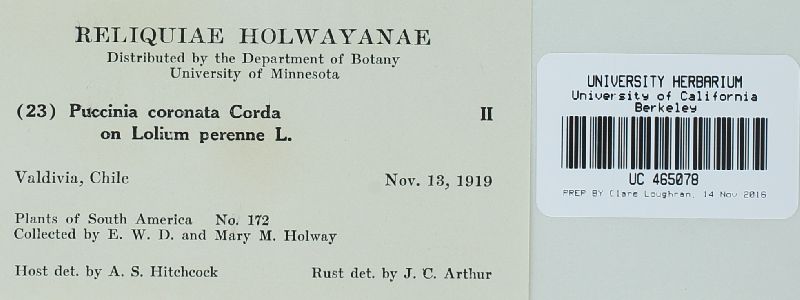 RELIQUIAE HOLWAYANAE
Distributed by the Department of Botany
University of Minnesota
(23) Puccinia coronata Corda II
on Lolium perenne L.
Valdivia, Chile Nov. 13, 1919
Plants of South America No. 172
Collected by E. W. D. and Mary M. Holway
Host det. by A. S. Hitchcock Rust det. by J. C. Arthur
UNIVERSITY HERBARIUM
University of California
Berkeley
UC 465078
PREP BY Clare Loughran, 14 Nov 2016